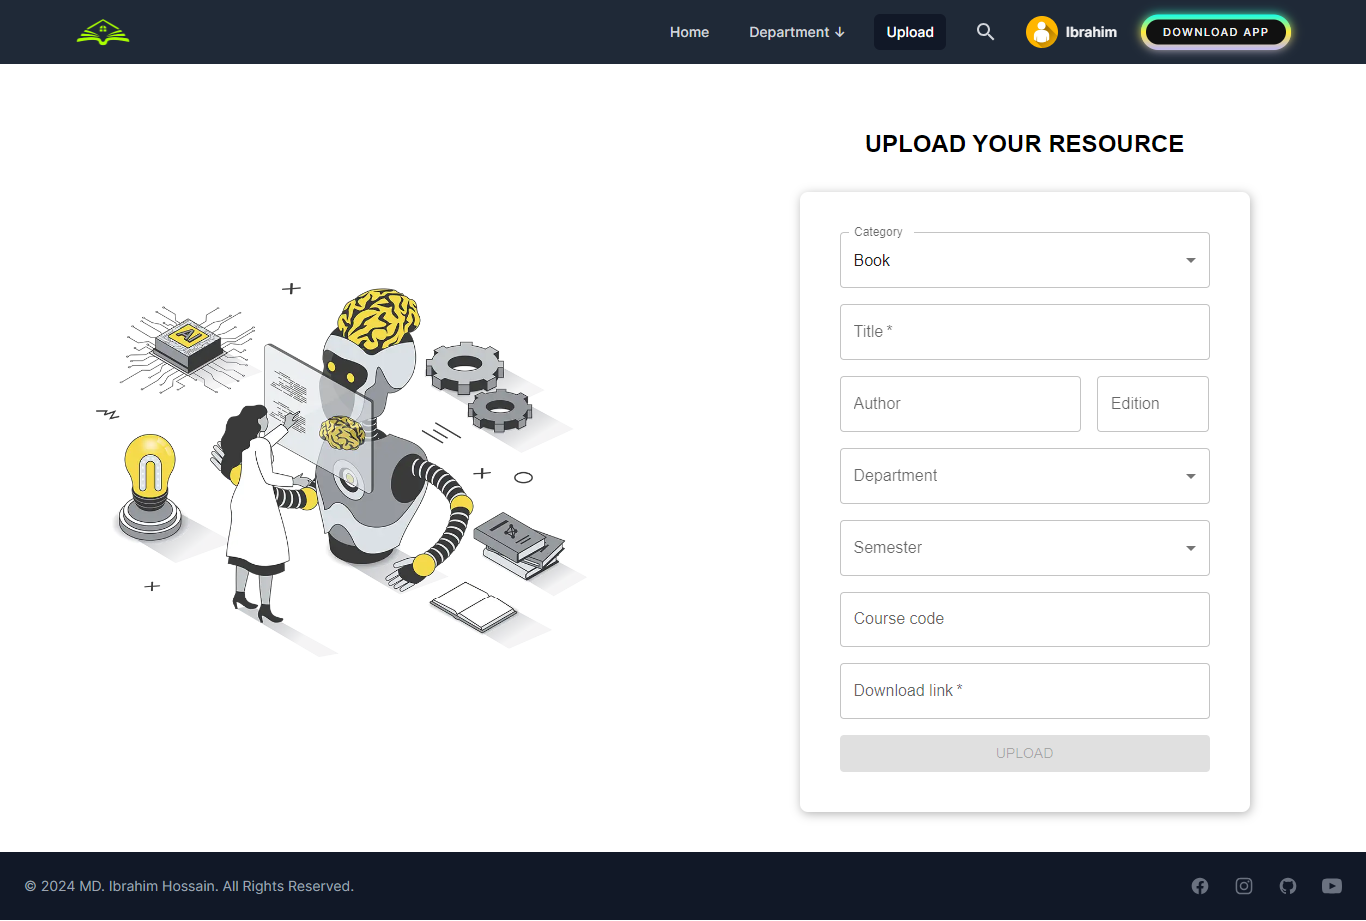 Home Department ↓ Upload Ibrahim DOWNLOAD APP
UPLOAD YOUR RESOURCE
Category
Book
Title *
Author Edition
Department
Semester
Course code
Download link *
UPLOAD
AI
© 2024 MD. Ibrahim Hossain. All Rights Reserved.